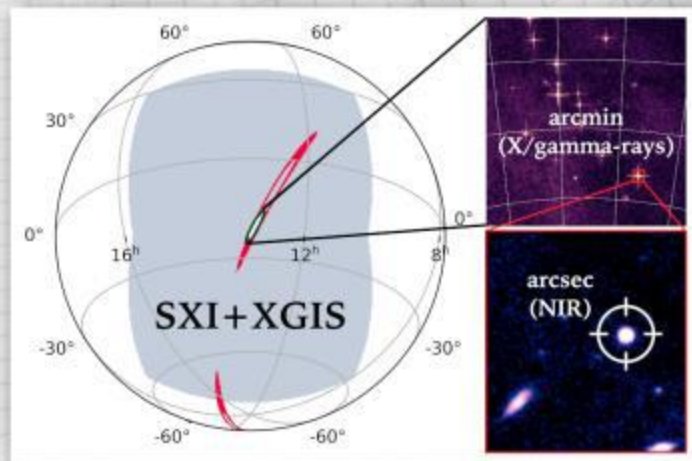 60°
60°
30°
0°
0°
16h
12h
8h
-30°
-30°
-60°
-60°
SXI+XGIS
arcmin
(X/gamma-rays)
arcsec
(NIR)